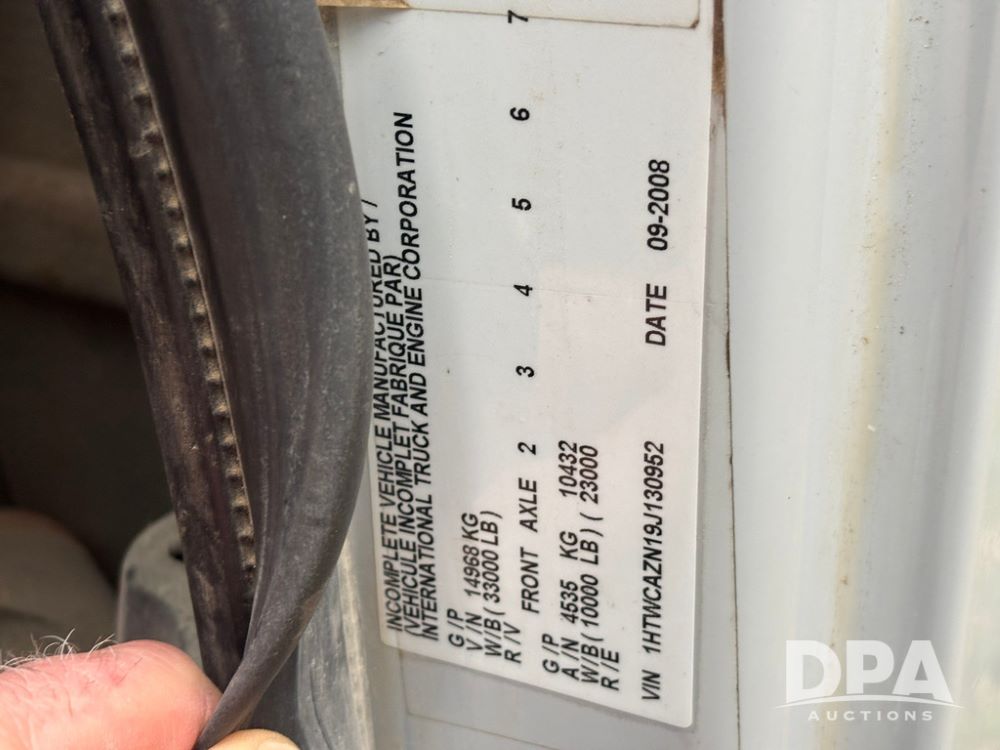 INCOMPLETE VEHICLE MANUFACTURED BY /
(VEHICULE INCOMPLET FABRIQUE PAR)
INTERNATIONAL TRUCK AND ENGINE CORPORATION
G /P
V / N 14968 KG
W/B ( 33000 LB )
R / V
FRONT AXLE 2 3 4 5 6 7
G /P
A / N 4535 KG 10432
W/B ( 10000 LB ) ( 23000
R / E
VIN 1HTWCAZN19J130952 DATE 09-2008
DPA
AUCTIONS